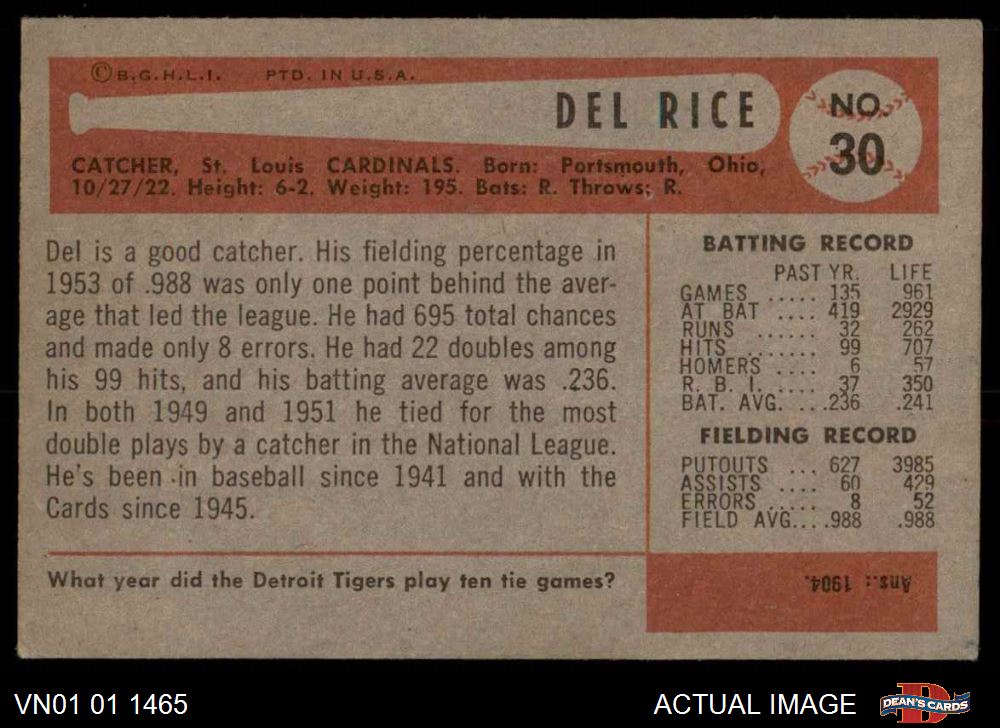 ©B.G.H.L.I. PTD. IN U.S.A.
DEL RICE
NO.
30
CATCHER, St. Louis CARDINALS. Born: Portsmouth, Ohio,
10/27/22. Height: 6-2. Weight: 195. Bats: R. Throws: R.
Del is a good catcher. His fielding percentage in
1953 of .988 was only one point behind the aver-
age that led the league. He had 695 total chances
and made only 8 errors. He had 22 doubles among
his 99 hits, and his batting average was .236.
In both 1949 and 1951 he tied for the most
double plays by a catcher in the National League.
He's been in baseball since 1941 and with the
Cards since 1945.
BATTING RECORD
PAST YR. LIFE
GAMES ..... 135 961
AT BAT .... 419 2929
RUNS ...... 32 262
HITS ....... 99 707
HOMERS .... 6 57
R. B. I. ..... 37 350
BAT. AVG. ...236 .241
FIELDING RECORD
PUTOUTS ... 627 3985
ASSISTS .... 60 429
ERRORS ..... 8 52
FIELD AVG....988 .988
What year did the Detroit Tigers play ten tie games?
Ans.: 1904.
VN01 01 1465
ACTUAL IMAGE
D
DEAN'S CARDS